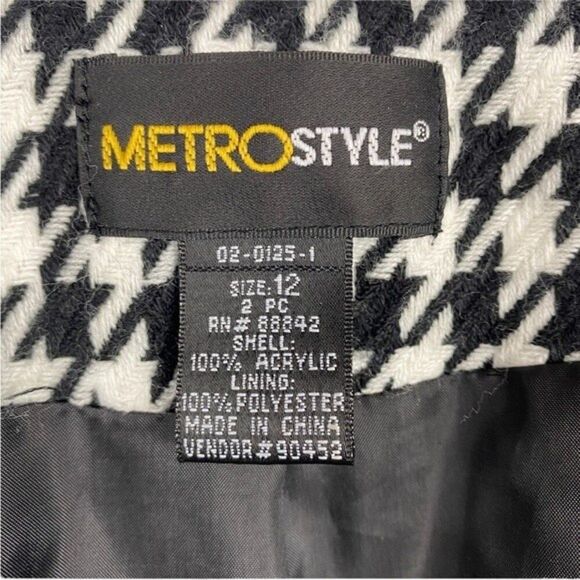 METROSTYLE®
02-0125-1
SIZE:12
2 PC
RN# 88842
SHELL:
100% ACRYLIC
LINING:
100%POLYESTER
MADE IN CHINA
VENDOR#90452